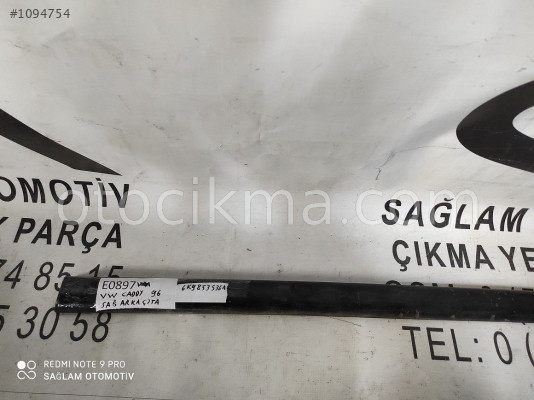 #1094754
OMOTİV
PARÇA
otocikma.com
SAĞLAM
ÇIKMA YE
74 85 15
5 30 58
E0897
VW CADDY 96
SAĞ ARKA ÇITA
TEL: 0 (
REDMI NOTE 9 PRO
SAĞLAM OTOMOTIV